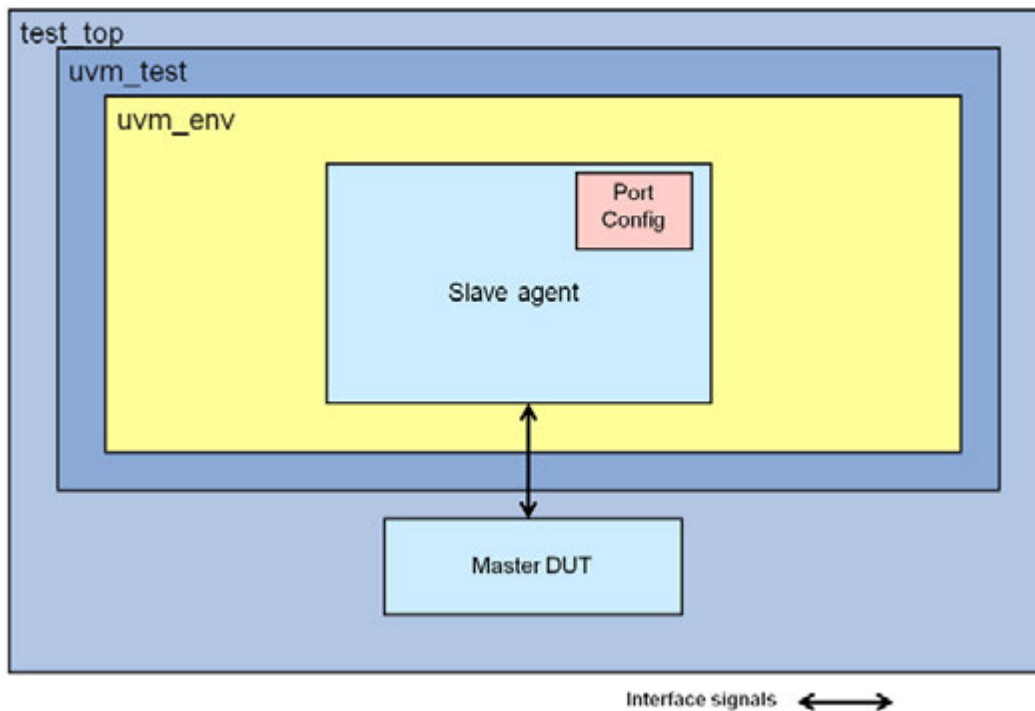 test_top
uvm_test
uvm_env
Port
Config
Slave agent
Master DUT
Interface signals